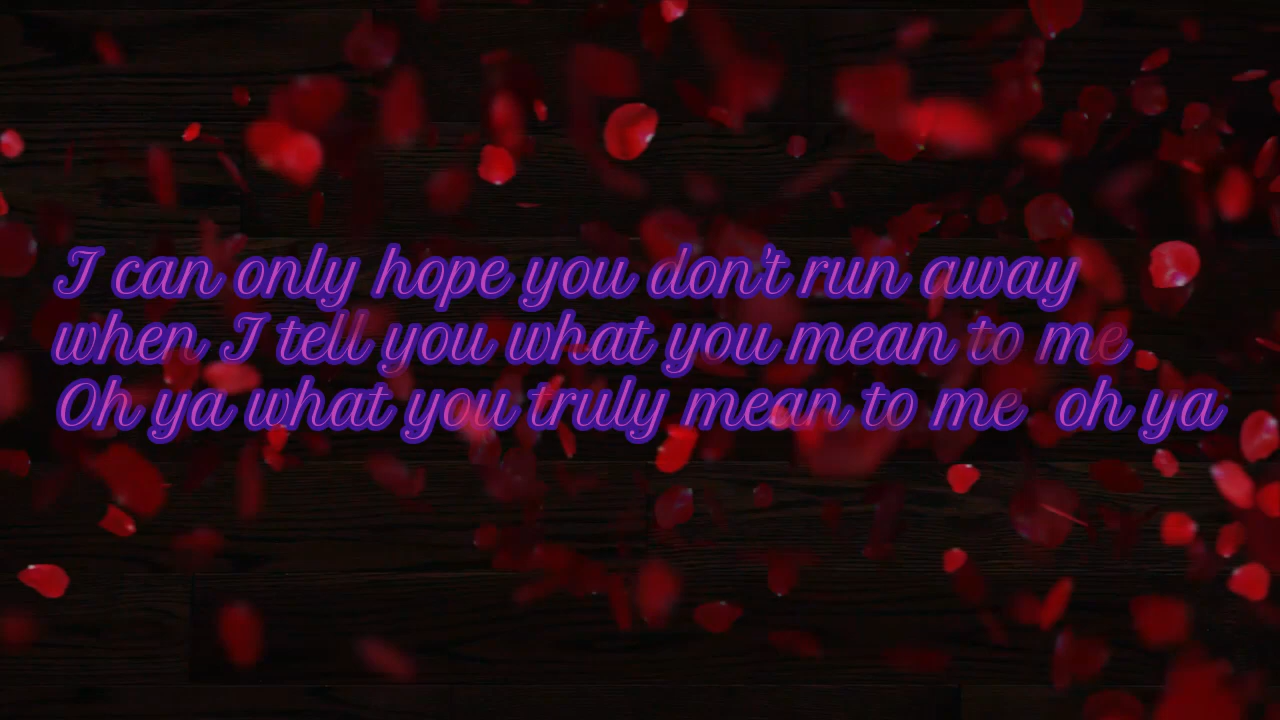 I can only hope you don't run away
when I tell you what you mean to me
Oh ya what you truly mean to me  oh ya